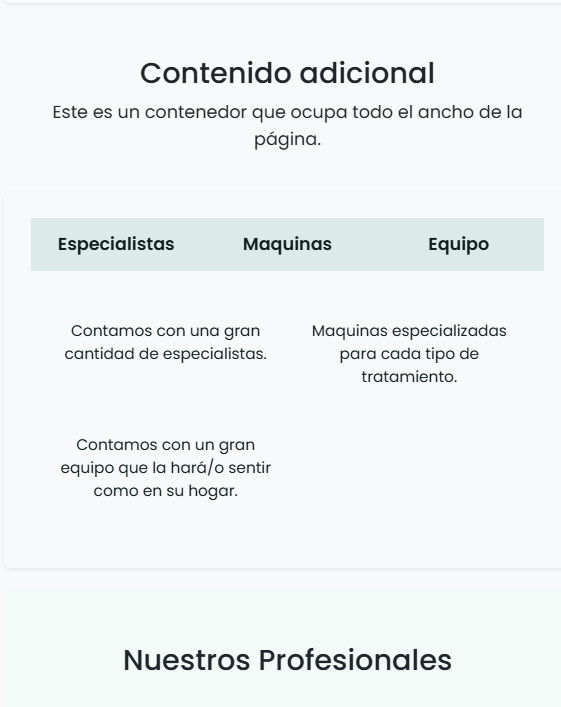 Contenido adicional
Este es un contenedor que ocupa todo el ancho de la
página.
Especialistas Maquinas Equipo
Contamos con una gran
cantidad de especialistas.
Maquinas especializadas
para cada tipo de
tratamiento.
Contamos con un gran
equipo que la hará/o sentir
como en su hogar.
Nuestros Profesionales